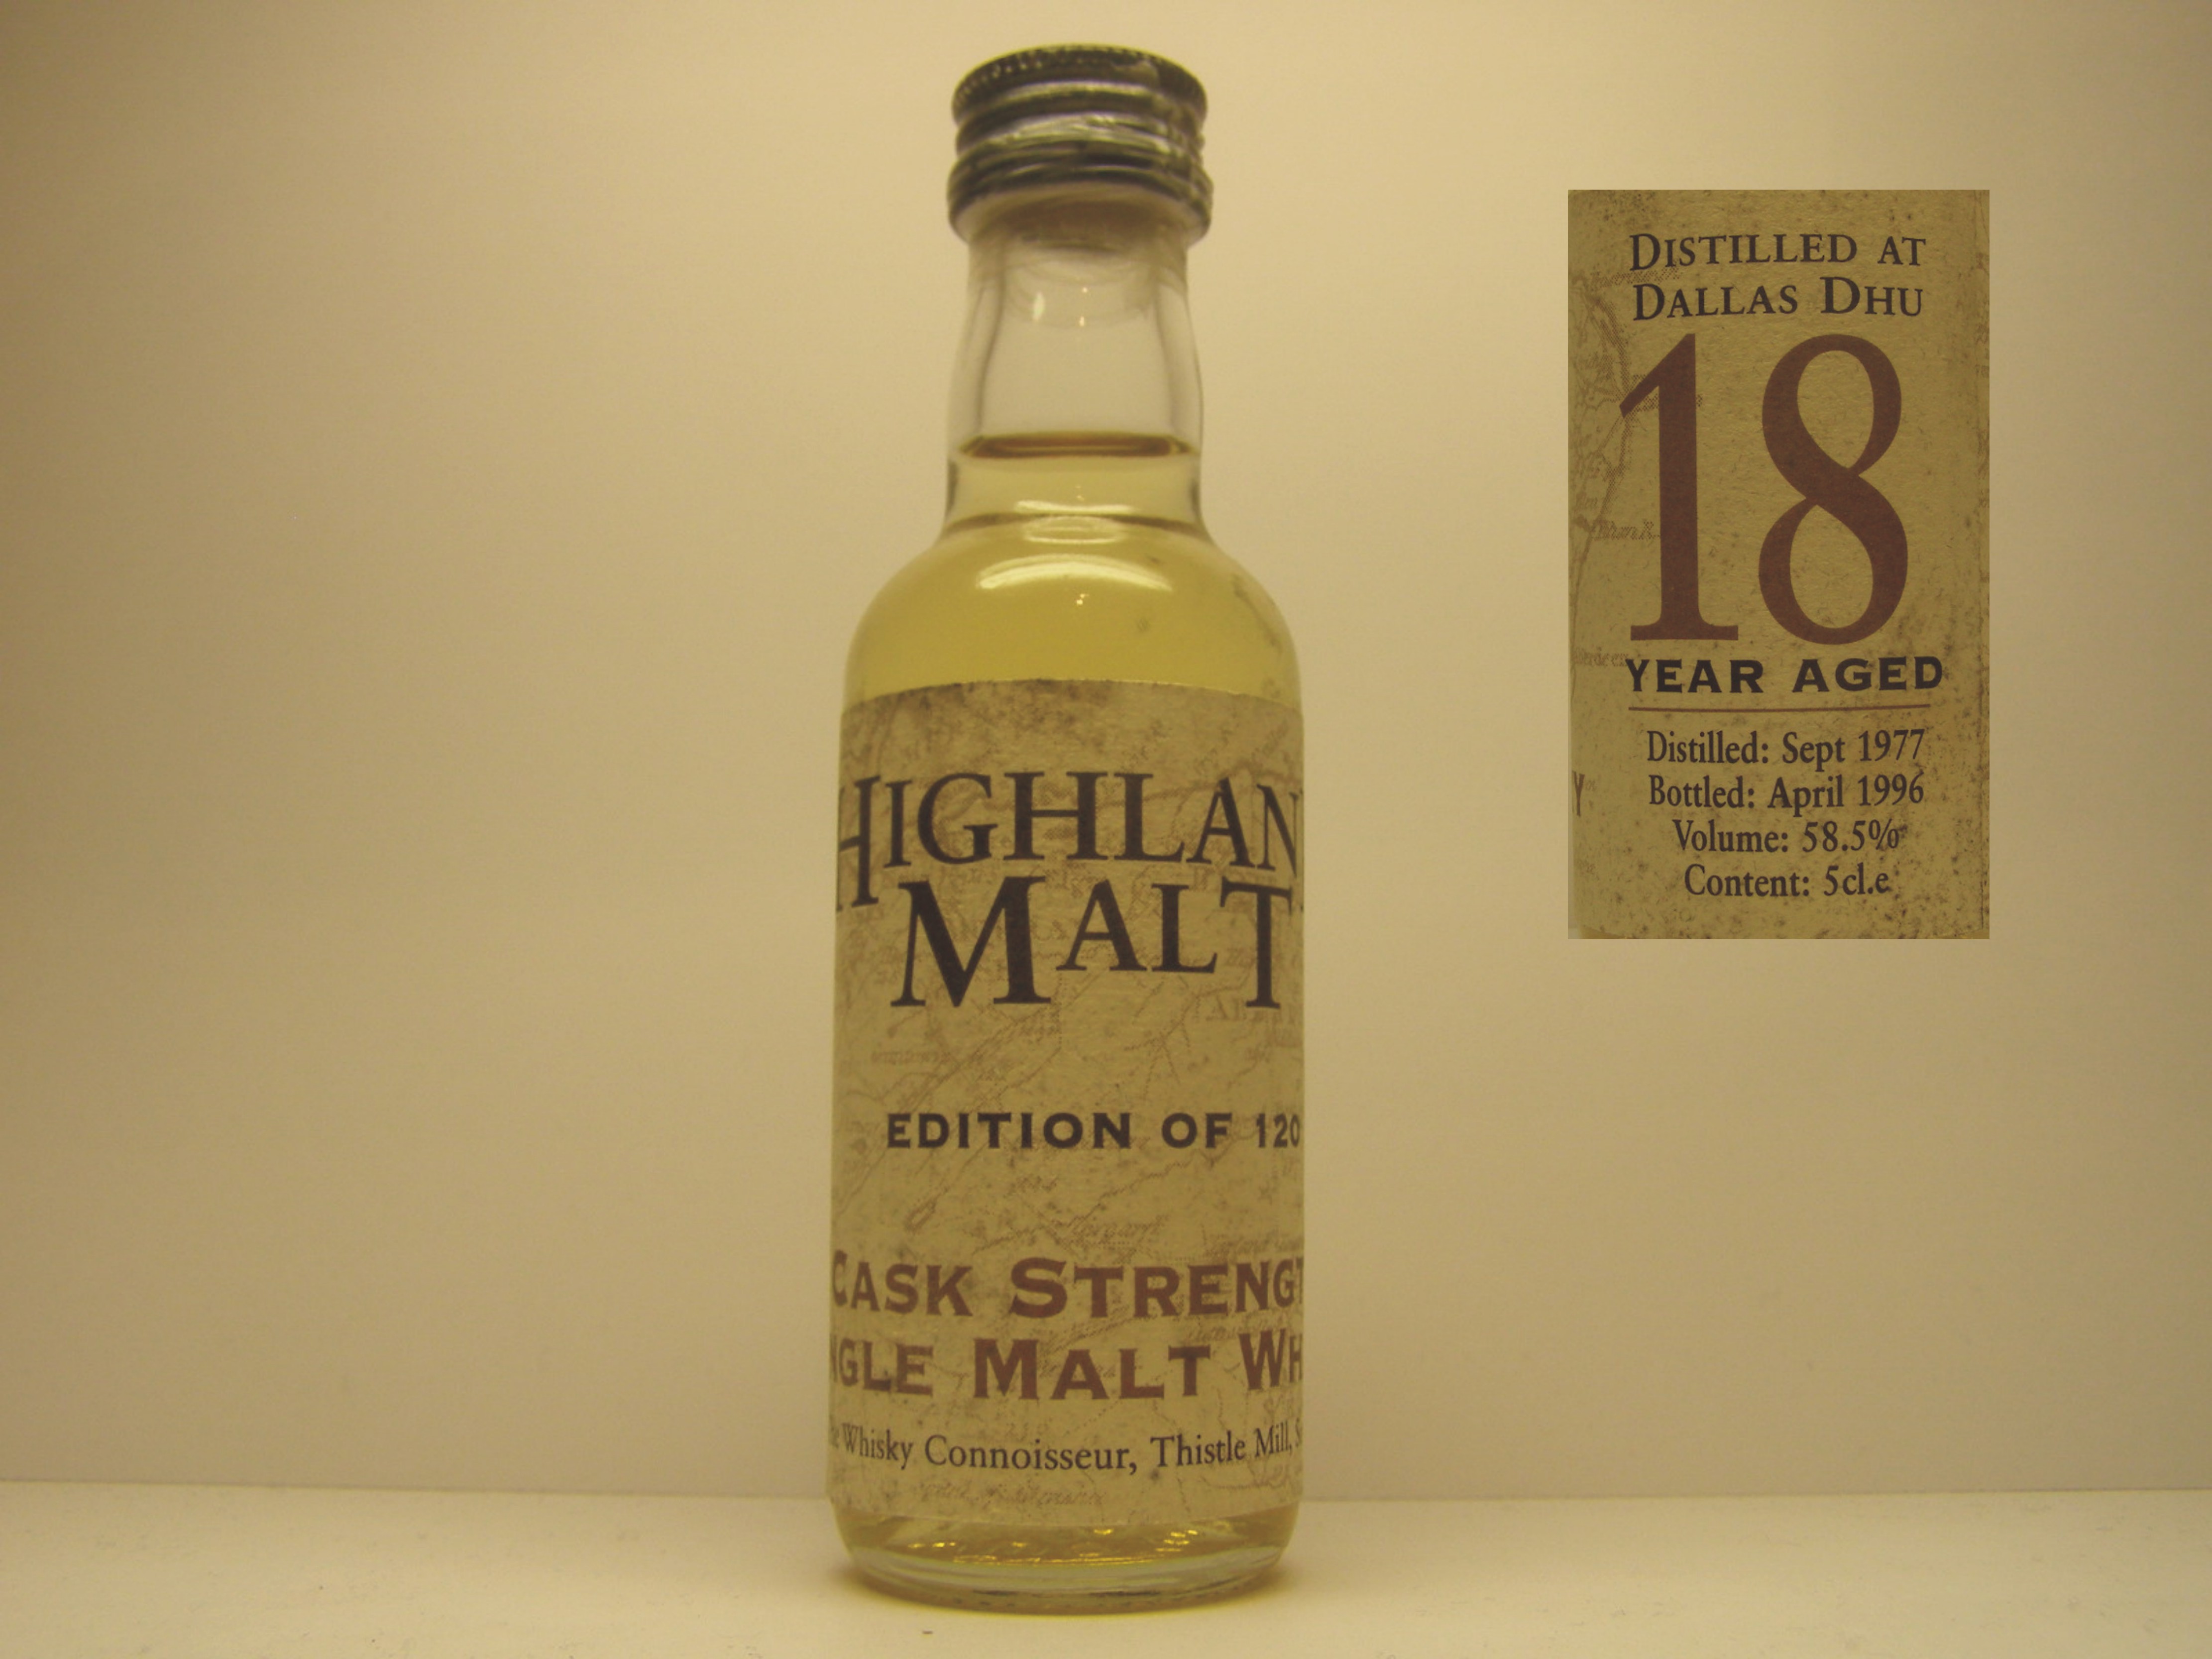 HIGHLAN
MALT
EDITION OF 120
CASK STRENGT
NGLE MALT WH
Whisky Connoisseur, Thistle Mill,
DISTILLED AT
DALLAS DHU
18
YEAR AGED
Distilled: Sept 1977
Bottled: April 1996
Volume: 58.5%
Content: 5cl.e